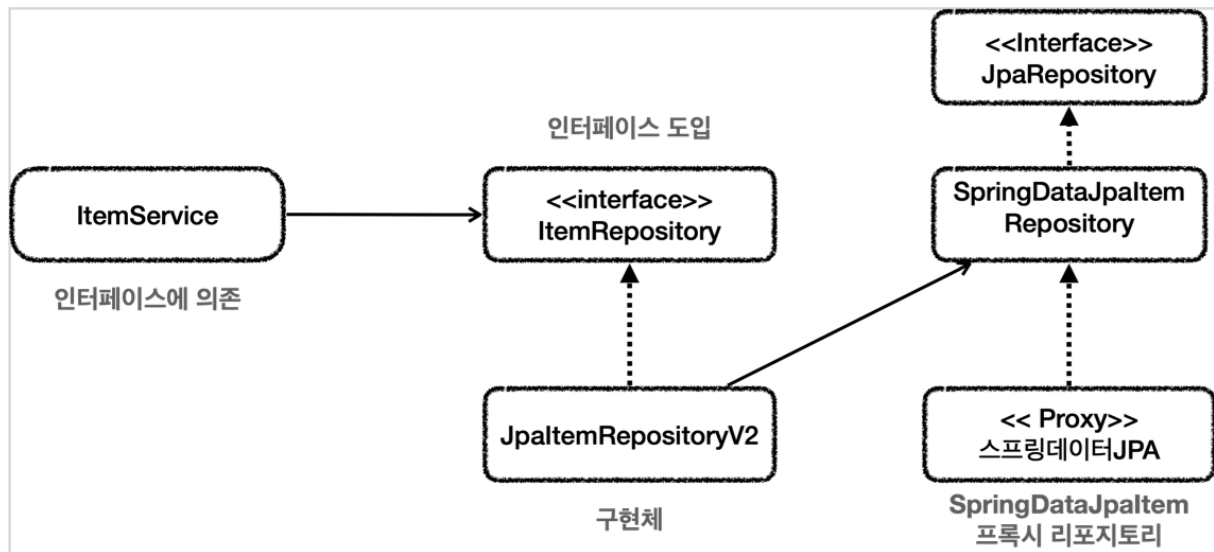 <<Interface>>
JpaRepository
인터페이스 도입
ItemService
<<interface>>
ItemRepository
SpringDataJpaItem
Repository
인터페이스에 의존
JpaItemRepositoryV2
<< Proxy>>
스프링데이터JPA
구현체
SpringDataJpaItem
프록시 리포지토리